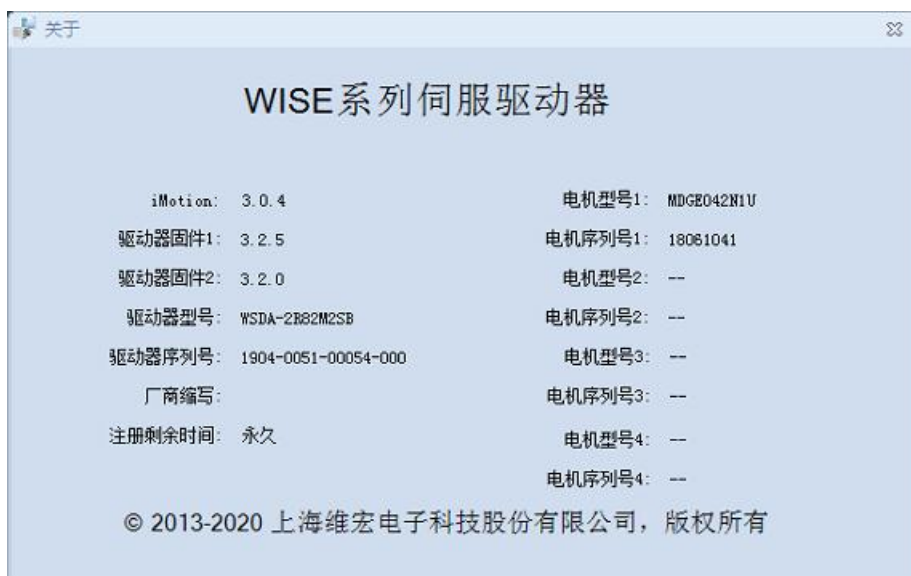 关于
WISE系列伺服驱动器
iMotion: 3.0.4
电机型号1: MDGE042N1U
驱动器固件1: 3.2.5
电机序列号1: 18061041
驱动器固件2: 3.2.0
电机型号2: --
驱动器型号: WSDA-2R82M2SB
电机序列号2: --
驱动器序列号: 1904-0051-00054-000
电机型号3: --
厂商缩写:
电机序列号3: --
注册剩余时间: 永久
电机型号4: --
电机序列号4: --
© 2013-2020 上海维宏电子科技股份有限公司，版权所有